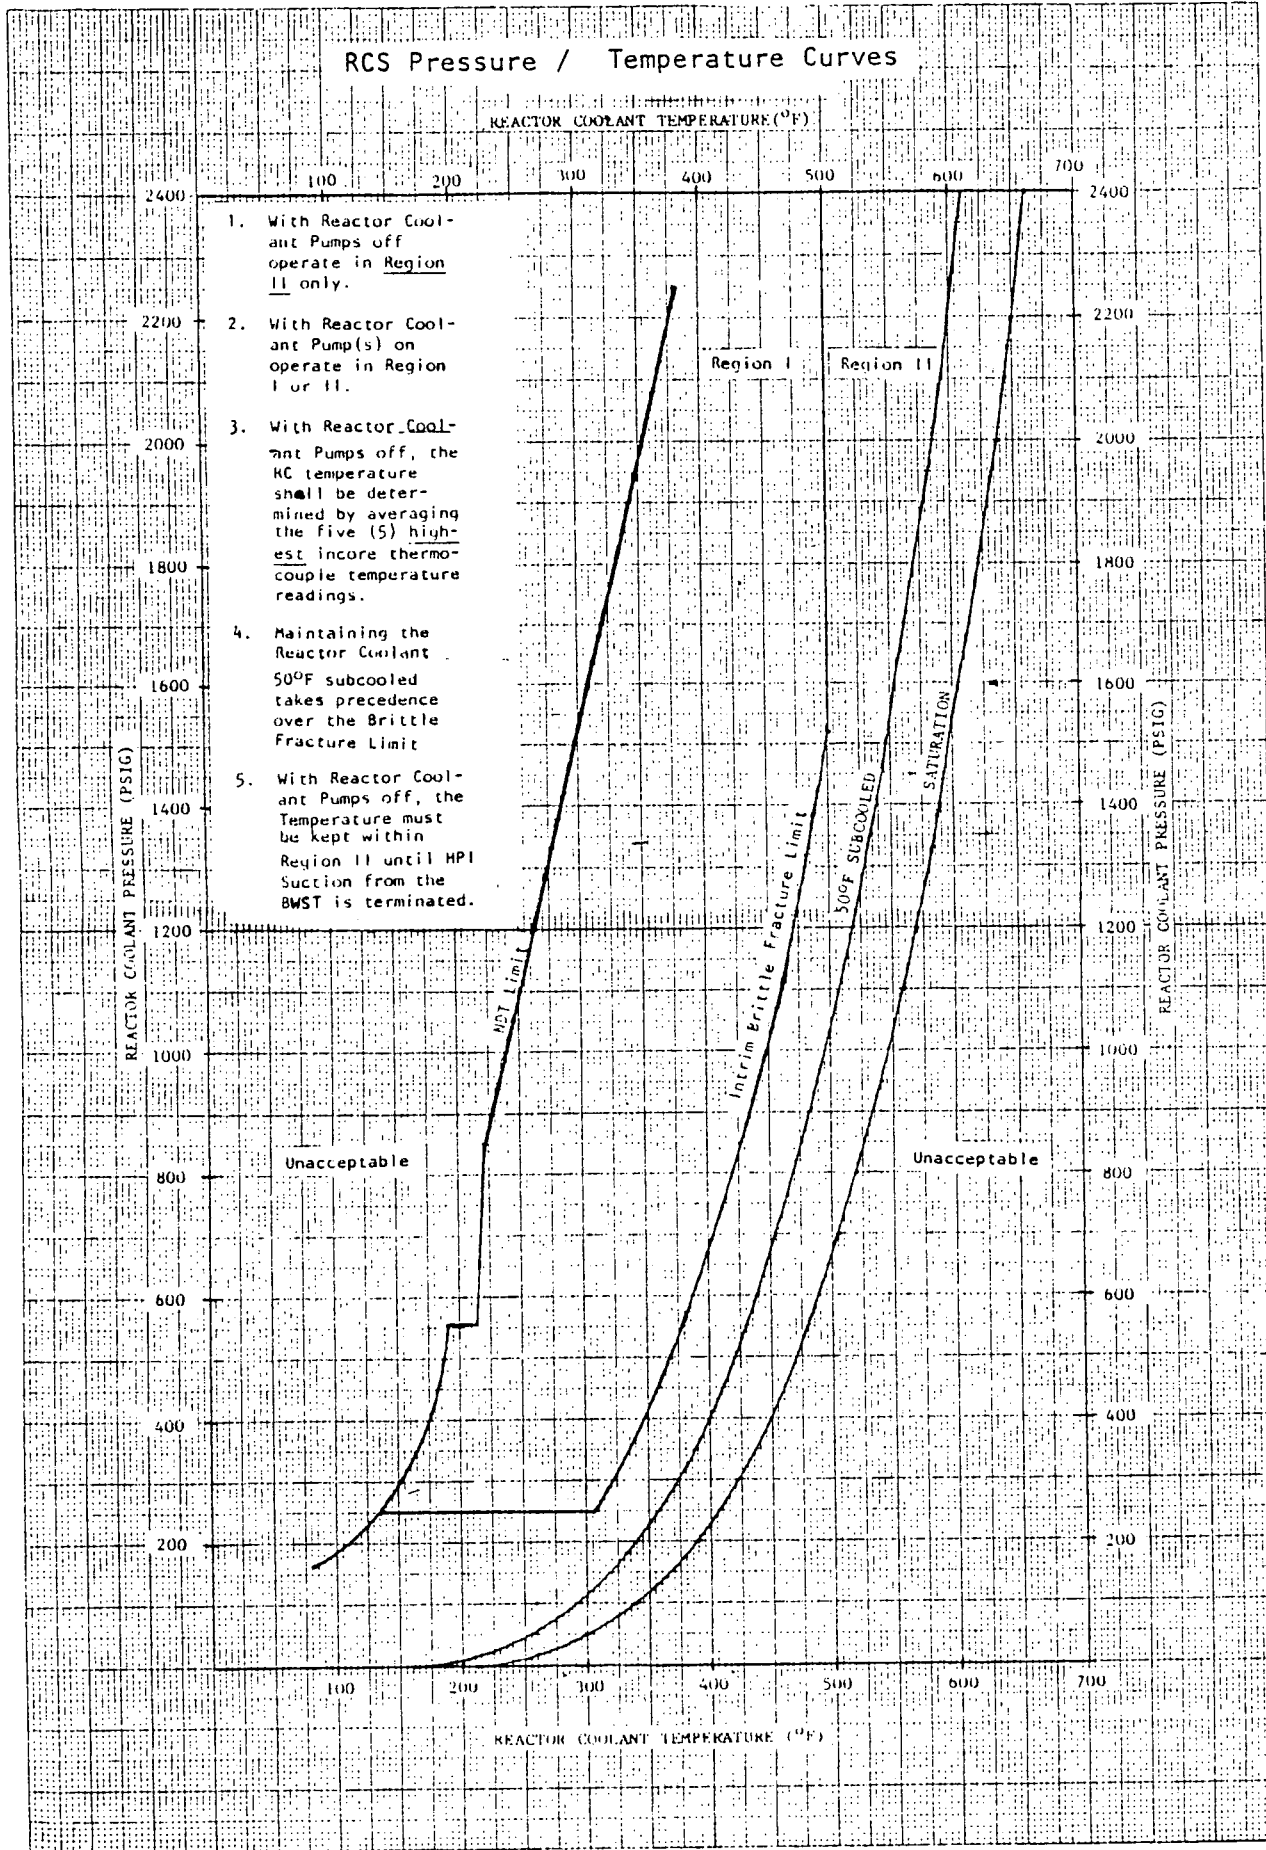 RCS Pressure / Temperature Curves
REACTOR COOLANT TEMPERATURE(ºF)
100 200 300 400 500 600 700
2400 2400
1. With Reactor Cool-
ant Pumps off
operate in Region
II only.
2200 2200
2. With Reactor Cool-
ant Pump(s) on
operate in Region
I or II.
Region I Region II
2000 2000
3. With Reactor Cool-
ant Pumps off, the
RC temperature
shall be deter-
mined by averaging
the five (5) high-
est incore thermo-
couple temperature
readings.
1800 1800
4. Maintaining the
Reactor Coolant
50ºF subcooled
takes precedence
over the Brittle
Fracture Limit
1600 1600
5. With Reactor Cool-
ant Pumps off, the
Temperature must
be kept within
Region II until HPI
Suction from the
BWST is terminated.
1400 1400
REACTOR COOLANT PRESSURE (PSIG)
REACTOR COOLANT PRESSURE (PSIG)
NDT Limit
Intrim Brittle Fracture Limit
50ºF SUBCOOLED
SATURATION
1200 1200
1000 1000
Unacceptable Unacceptable
800 800
600 600
400 400
200 200
100 200 300 400 500 600 700
REACTOR COOLANT TEMPERATURE (ºF)